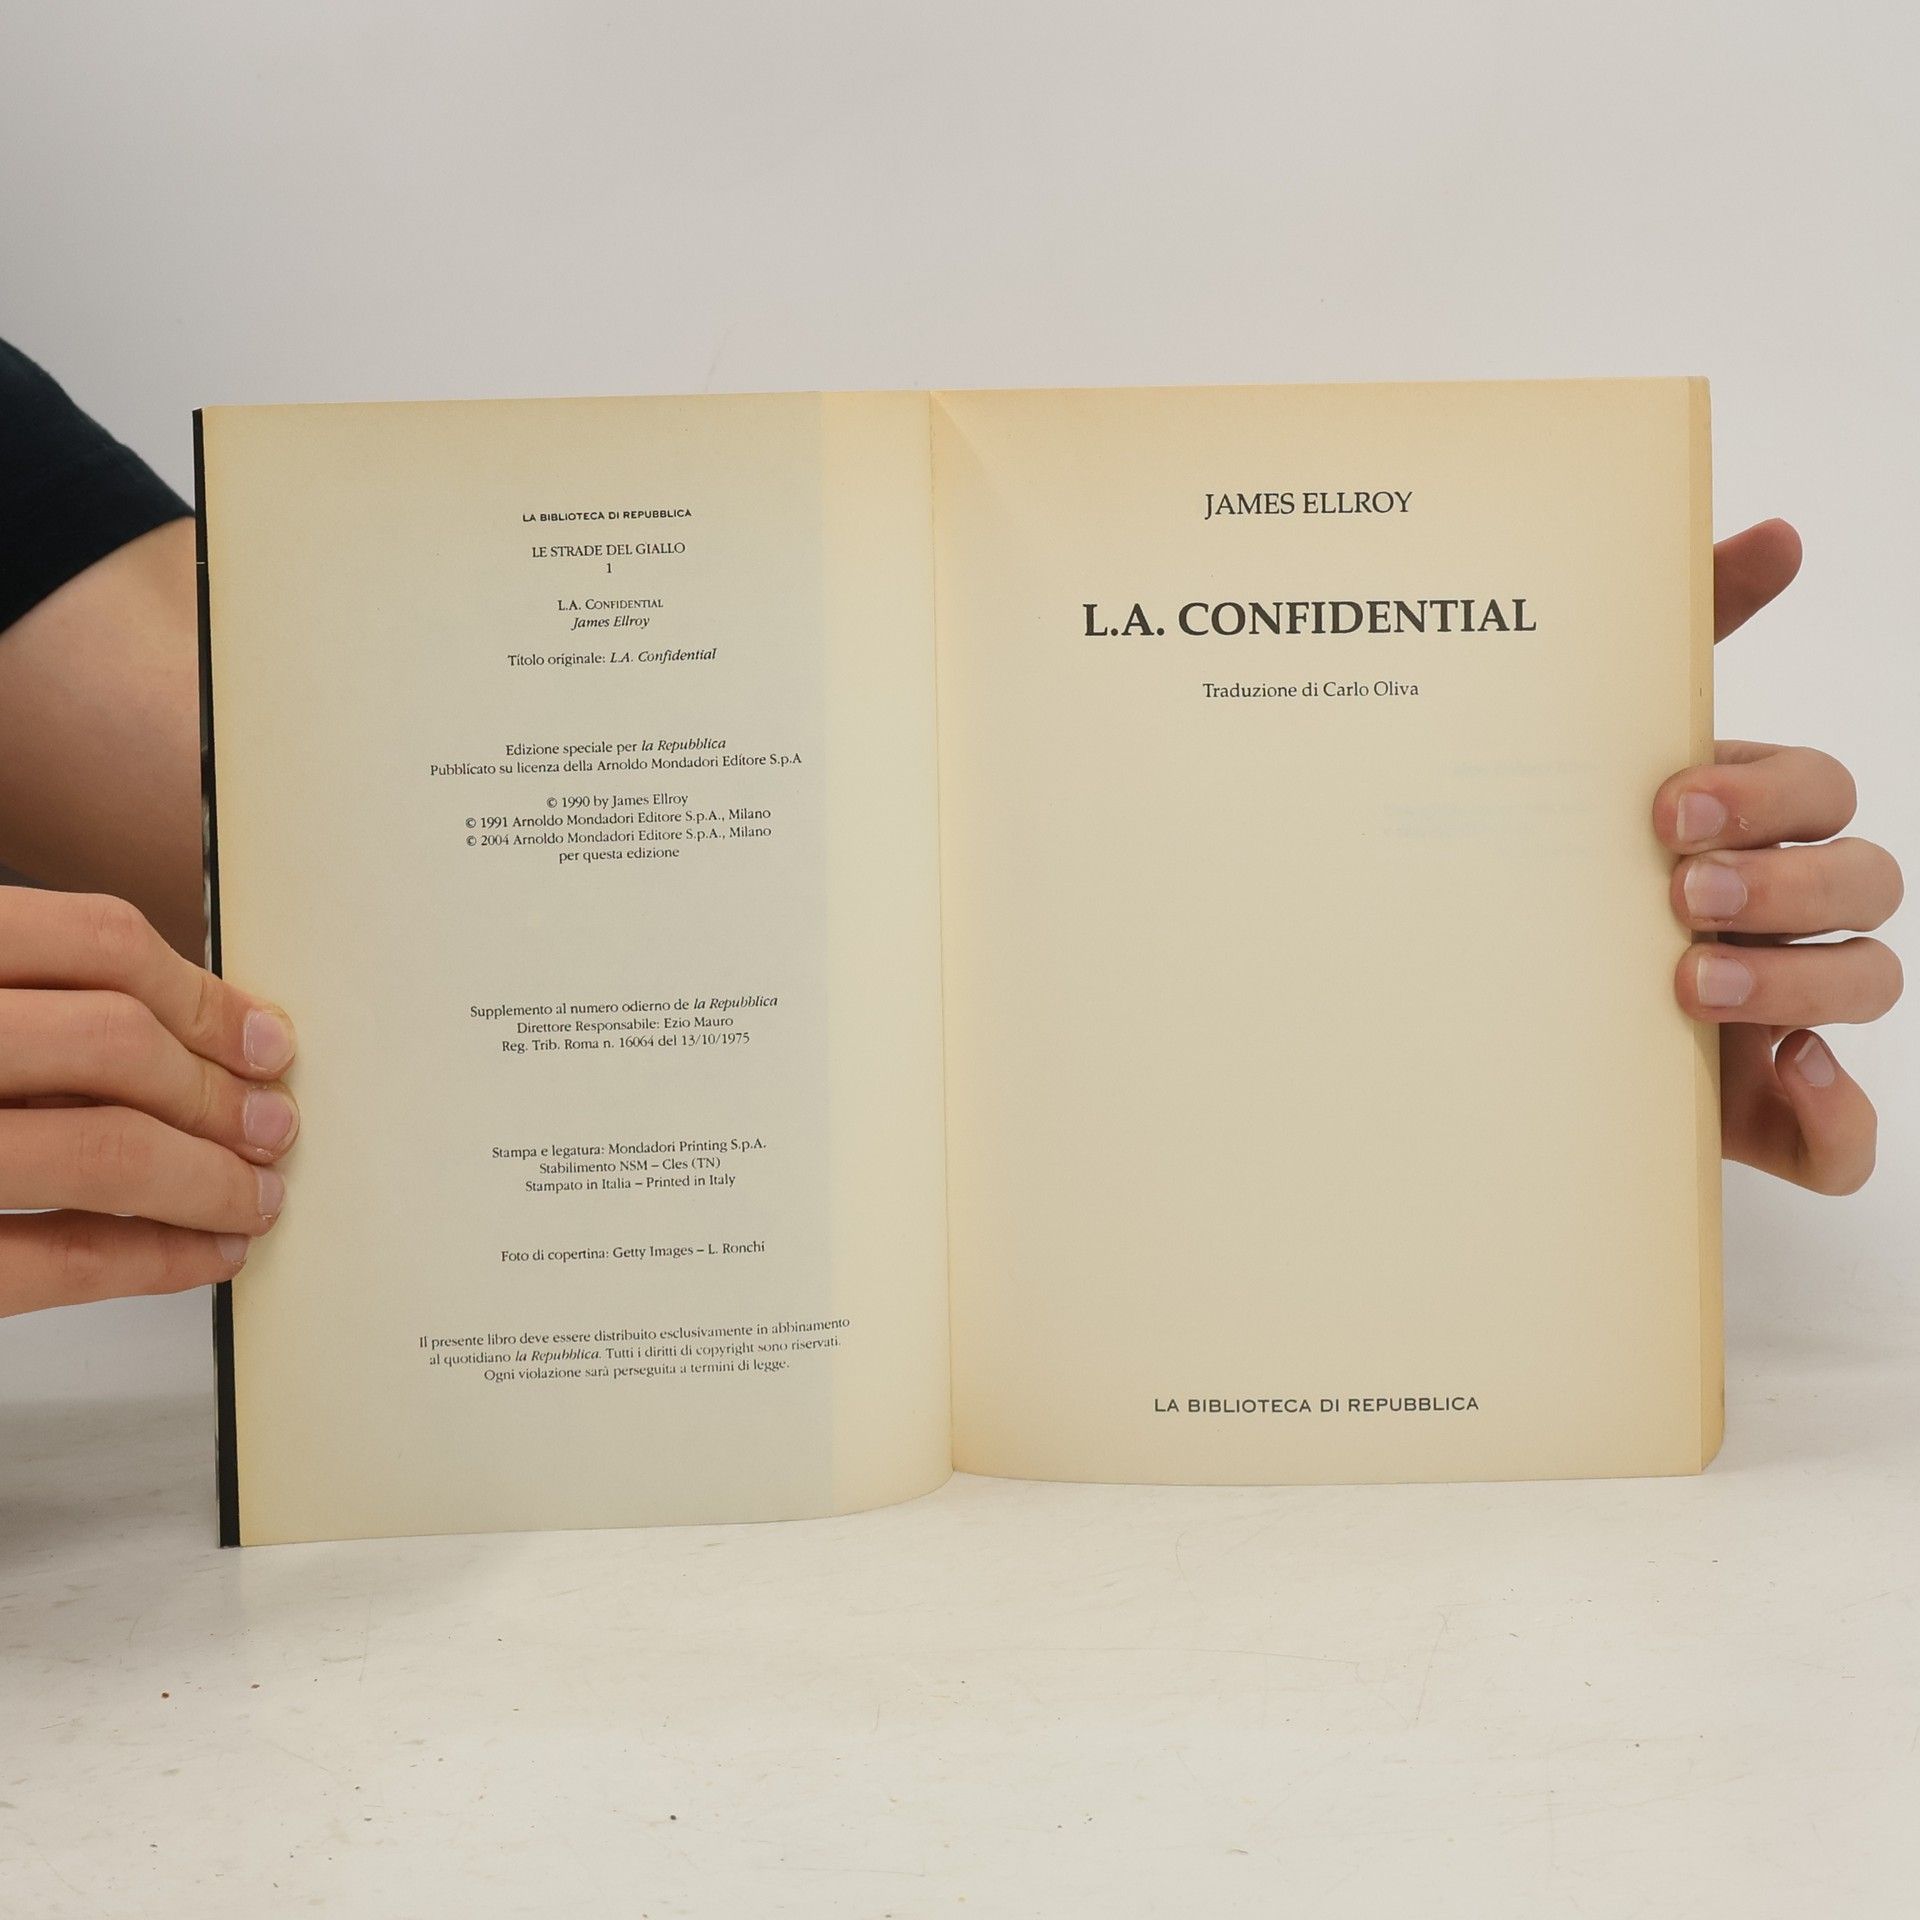 LA BIBLIOTECA DI REPUBBLICA
LE STRADE DEL GIALLO
1
L.A. CONFIDENTIAL
James Ellroy
Titolo originale: L.A. Confidential
Edizione speciale per la Repubblica
Pubblicato su licenza della Arnoldo Mondadori Editore S.p.A
© 1990 by James Ellroy
© 1991 Arnoldo Mondadori Editore S.p.A., Milano
© 2004 Arnoldo Mondadori Editore S.p.A., Milano
per questa edizione
Supplemento al numero odierno de la Repubblica
Direttore Responsabile: Ezio Mauro
Reg. Trib. Roma n. 16064 del 13/10/1975
Stampa e legatura: Mondadori Printing S.p.A.
Stabilimento NSM – Cles (TN)
Stampato in Italia – Printed in Italy
Foto di copertina: Getty Images – L. Ronchi
Il presente libro deve essere distribuito esclusivamente in abbinamento
al quotidiano la Repubblica. Tutti i diritti di copyright sono riservati.
Ogni violazione sarà perseguita a termini di legge.
JAMES ELLROY
L.A. CONFIDENTIAL
Traduzione di Carlo Oliva
LA BIBLIOTECA DI REPUBBLICA